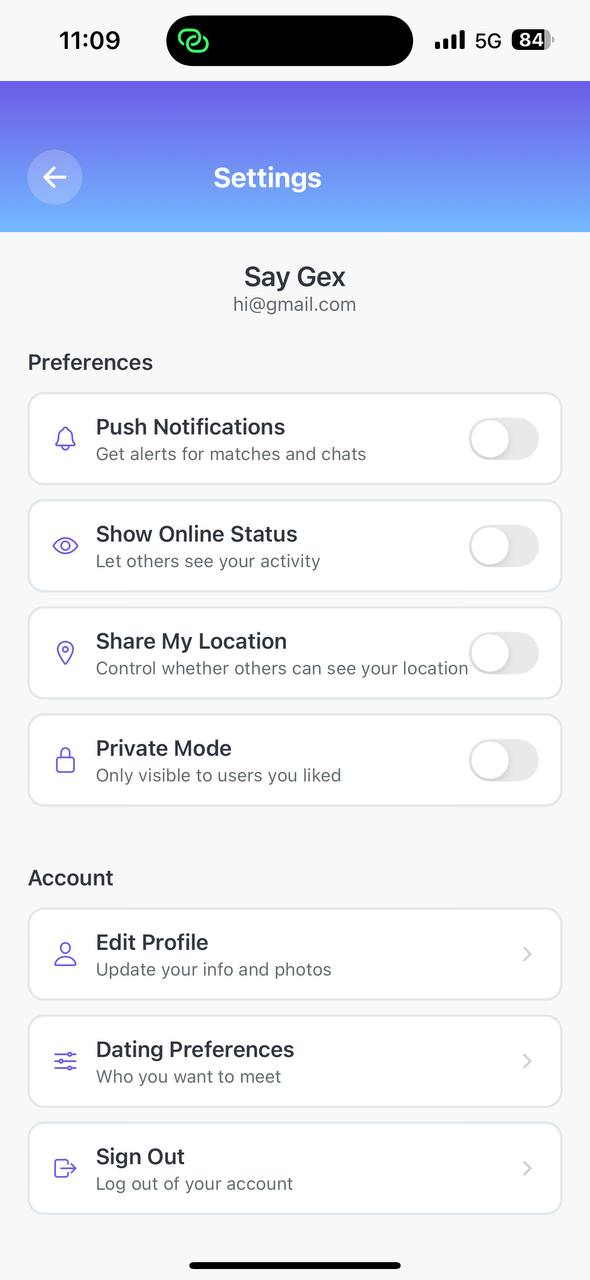 11:09
5G
84
Settings
Say Gex
hi@gmail.com
Preferences
Push Notifications
Get alerts for matches and chats
Show Online Status
Let others see your activity
Share My Location
Control whether others can see your location
Private Mode
Only visible to users you liked
Account
Edit Profile
Update your info and photos
Dating Preferences
Who you want to meet
Sign Out
Log out of your account